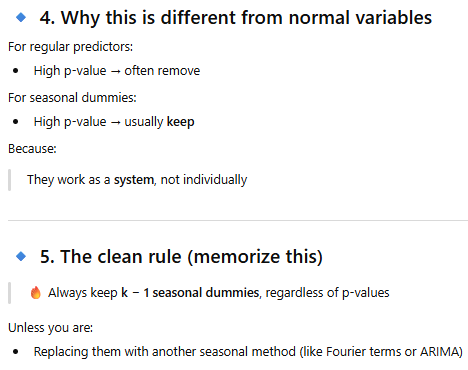 🔹 4. Why this is different from normal variables
For regular predictors:
• High p-value → often remove
For seasonal dummies:
• High p-value → usually keep
Because:
They work as a system, not individually
🔹 5. The clean rule (memorize this)
🔥 Always keep k − 1 seasonal dummies, regardless of p-values
Unless you are:
• Replacing them with another seasonal method (like Fourier terms or ARIMA)